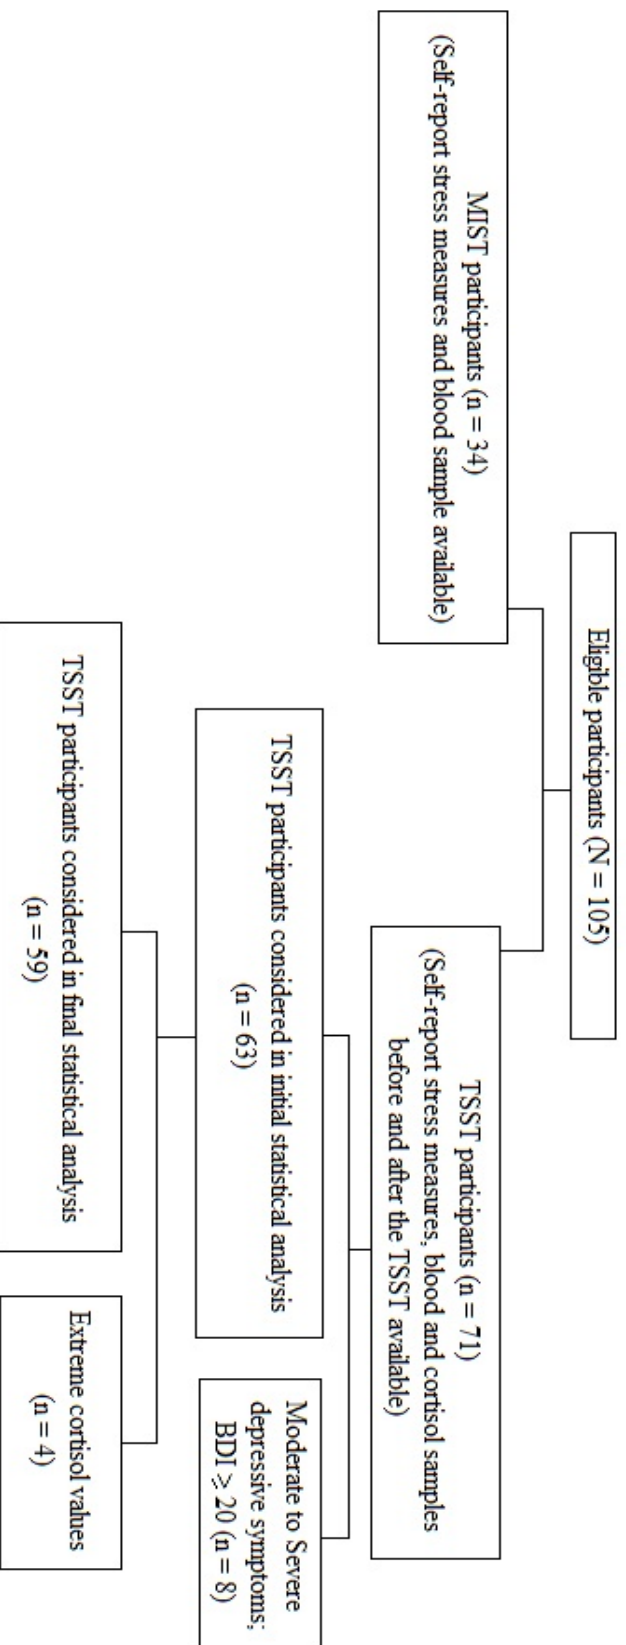 Eligible participants (N = 105)
MIST participants (n = 34)
(Self-report stress measures and blood sample available)
TSST participants (n = 71)
(Self-report stress measures, blood and cortisol samples
before and after the TSST available)
TSST participants considered in initial statistical analysis
(n = 63)
Moderate to Severe
depressive symptoms;
BDI ⩾ 20 (n = 8)
TSST participants considered in final statistical analysis
(n = 59)
Extreme cortisol values
(n = 4)